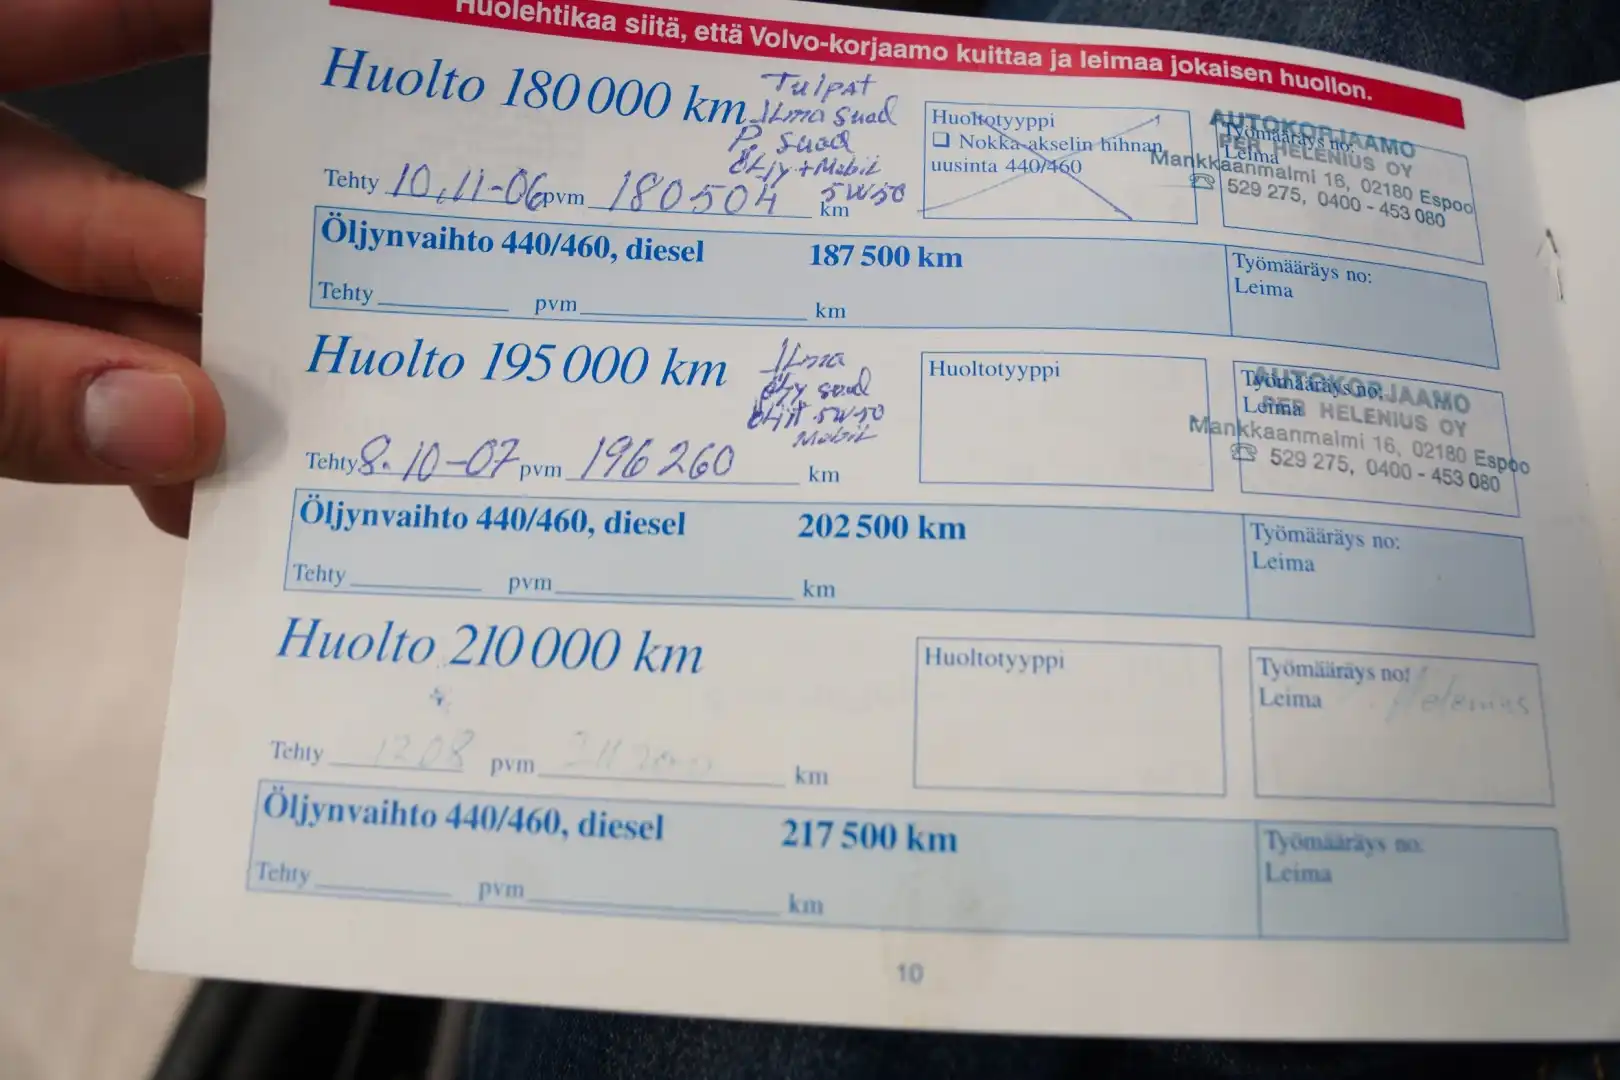 Huolehtikaa siitä, että Volvo-korjaamo kuittaa ja leimaa jokaisen huollon.
Huolto 180 000 km
Tulpat
Ilma suod
P. suod
Öljy + Mobil
5W50
Tehty 10.11-06 pvm 180504 km
Huoltotyyppi
❏ Nokka-akselin hihnan
uusinta 440/460
Työmääräys no:
Leima
AUTOKORJAAMO
PER HELENIUS OY
Mankkaanmalmi 16, 02180 Espoo
☏ 529 275, 0400 - 453 080
Öljynvaihto 440/460, diesel 187 500 km
Tehty pvm km
Työmääräys no:
Leima
Huolto 195 000 km
Ilma
Öljy suod
Öljyt 5W50
Mobil
Tehty 8.10-07 pvm 196260 km
Huoltotyyppi
Työmääräys no:
Leima
AUTOKORJAAMO
PER HELENIUS OY
Mankkaanmalmi 16, 02180 Espoo
☏ 529 275, 0400 - 453 080
Öljynvaihto 440/460, diesel 202 500 km
Tehty pvm km
Työmääräys no:
Leima
Huolto 210 000 km
Tehty 1208 pvm km
Huoltotyyppi
Työmääräys no:
Leima
Helenius
Öljynvaihto 440/460, diesel 217 500 km
Tehty pvm km
Työmääräys no:
Leima
10